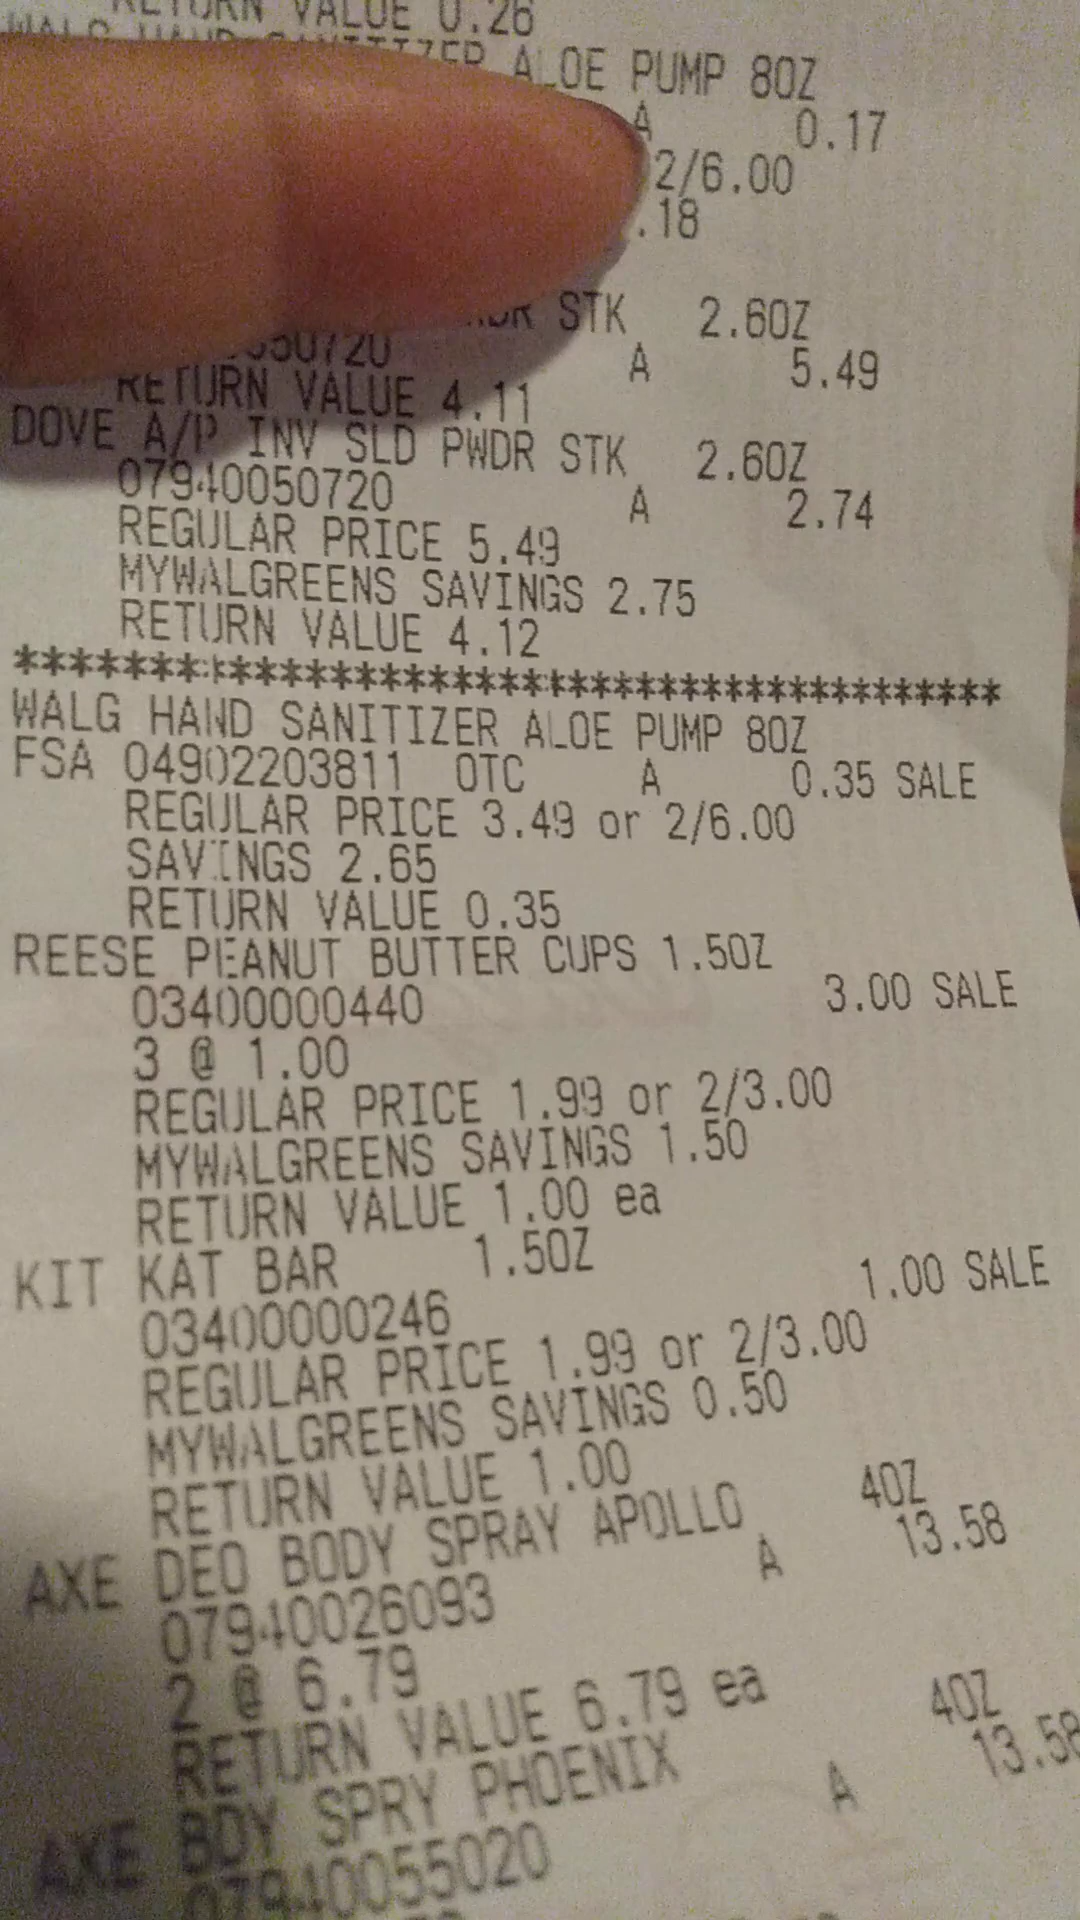 RETURN VALUE 0.26
WALG HAND SANITIZER ALOE PUMP 8OZ
A 0.17
2/6.00
.18
STK 2.6OZ
50720 A 5.49
RETURN VALUE 4.11
DOVE A/P INV SLD PWDR STK 2.6OZ
07940050720 A 2.74
REGULAR PRICE 5.49
MYWALGREENS SAVINGS 2.75
RETURN VALUE 4.12
******************************************
WALG HAND SANITIZER ALOE PUMP 8OZ
FSA 04902203811 OTC A 0.35 SALE
REGULAR PRICE 3.49 or 2/6.00
SAVINGS 2.65
RETURN VALUE 0.35
REESE PEANUT BUTTER CUPS 1.5OZ
03400000440 3.00 SALE
3 @ 1.00
REGULAR PRICE 1.99 or 2/3.00
MYWALGREENS SAVINGS 1.50
RETURN VALUE 1.00 ea
KIT KAT BAR 1.5OZ
03400000246 1.00 SALE
REGULAR PRICE 1.99 or 2/3.00
MYWALGREENS SAVINGS 0.50
RETURN VALUE 1.00
AXE DEO BODY SPRAY APOLLO 4OZ
07940026093 A 13.58
2 @ 6.79
RETURN VALUE 6.79 ea
AXE BDY SPRY PHOENIX 4OZ
07940055020 A 13.58